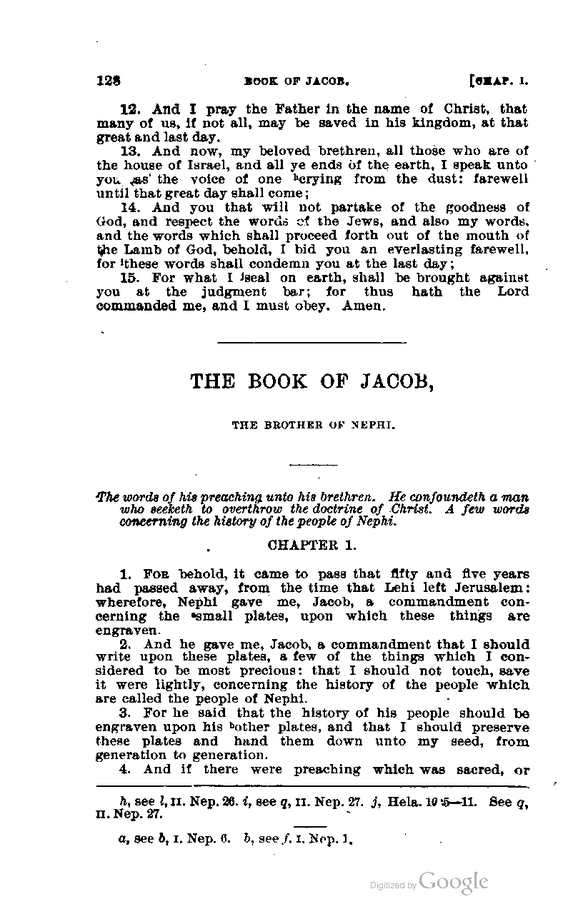 128 BOOK OF JACOB. [CHAP. I.
12. And I pray the Father in the name of Christ, that
many of us, if not all, may be saved in his kingdom, at that
great and last day.
13. And now, my beloved brethren, all those who are of
the house of Israel, and all ye ends of the earth, I speak unto
you as the voice of one hcrying from the dust: farewell
until that great day shall come;
14. And you that will not partake of the goodness of
God, and respect the words of the Jews, and also my words,
and the words which shall proceed forth out of the mouth of
the Lamb of God, behold, I bid you an everlasting farewell,
for ithese words shall condemn you at the last day;
15. For what I jseal on earth, shall be brought against
you at the judgment bar; for thus hath the Lord
commanded me, and I must obey. Amen.
THE BOOK OF JACOB,
THE BROTHER OF NEPHI.
The words of his preaching unto his brethren. He confoundeth a man
who seeketh to overthrow the doctrine of Christ. A few words
concerning the history of the people of Nephi.
CHAPTER 1.
1. FOR behold, it came to pass that fifty and five years
had passed away, from the time that Lehi left Jerusalem:
wherefore, Nephi gave me, Jacob, a commandment con-
cerning the asmall plates, upon which these things are
engraven.
2. And he gave me, Jacob, a commandment that I should
write upon these plates, a few of the things which I con-
sidered to be most precious: that I should not touch, save
it were lightly, concerning the history of the people which
are called the people of Nephi.
3. For he said that the history of his people should be
engraven upon his bother plates, and that I should preserve
these plates and hand them down unto my seed, from
generation to generation.
4. And if there were preaching which was sacred, or
h, see l, II. Nep. 26. i, see q, II. Nep. 27. j, Hela. 10:5—11. See q,
II. Nep. 27.
a, see b, I. Nep. 6. b, see f. I. Nep. 1.
Digitized by Google